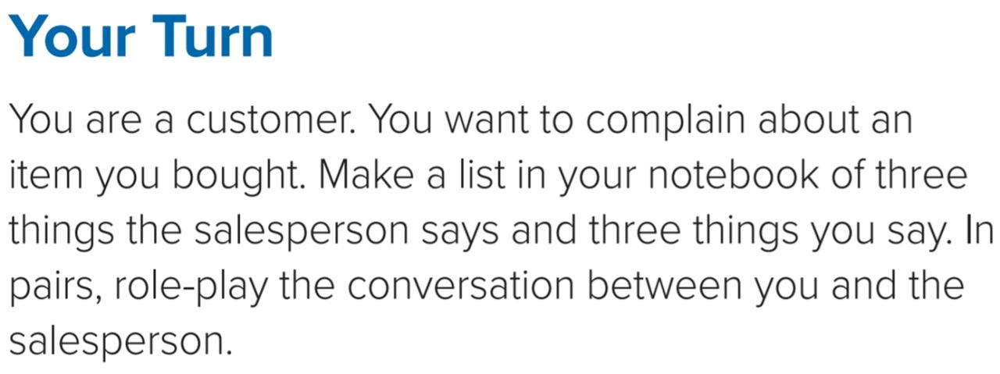 Your Turn
You are a customer. You want to complain about an
item you bought. Make a list in your notebook of three
things the salesperson says and three things you say. In
pairs, role-play the conversation between you and the
salesperson.